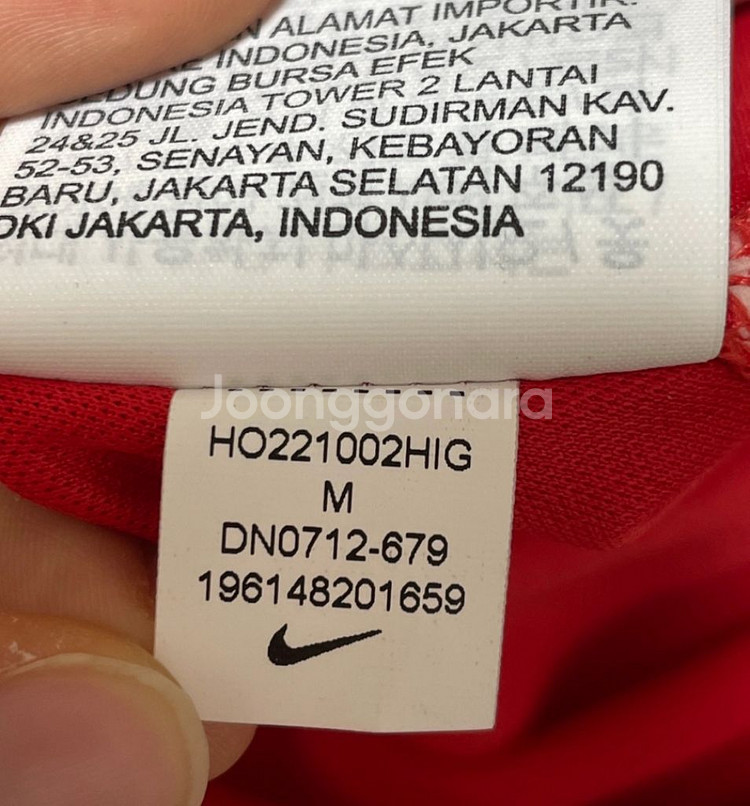 ALAMAT IMPORTIR:
INDONESIA, JAKARTA
GEDUNG BURSA EFEK
INDONESIA TOWER 2 LANTAI
24&25 JL. JEND. SUDIRMAN KAV.
52-53, SENAYAN, KEBAYORAN
BARU, JAKARTA SELATAN 12190
DKI JAKARTA, INDONESIA
Joonggonara
HO221002HIG
M
DN0712-679
196148201659